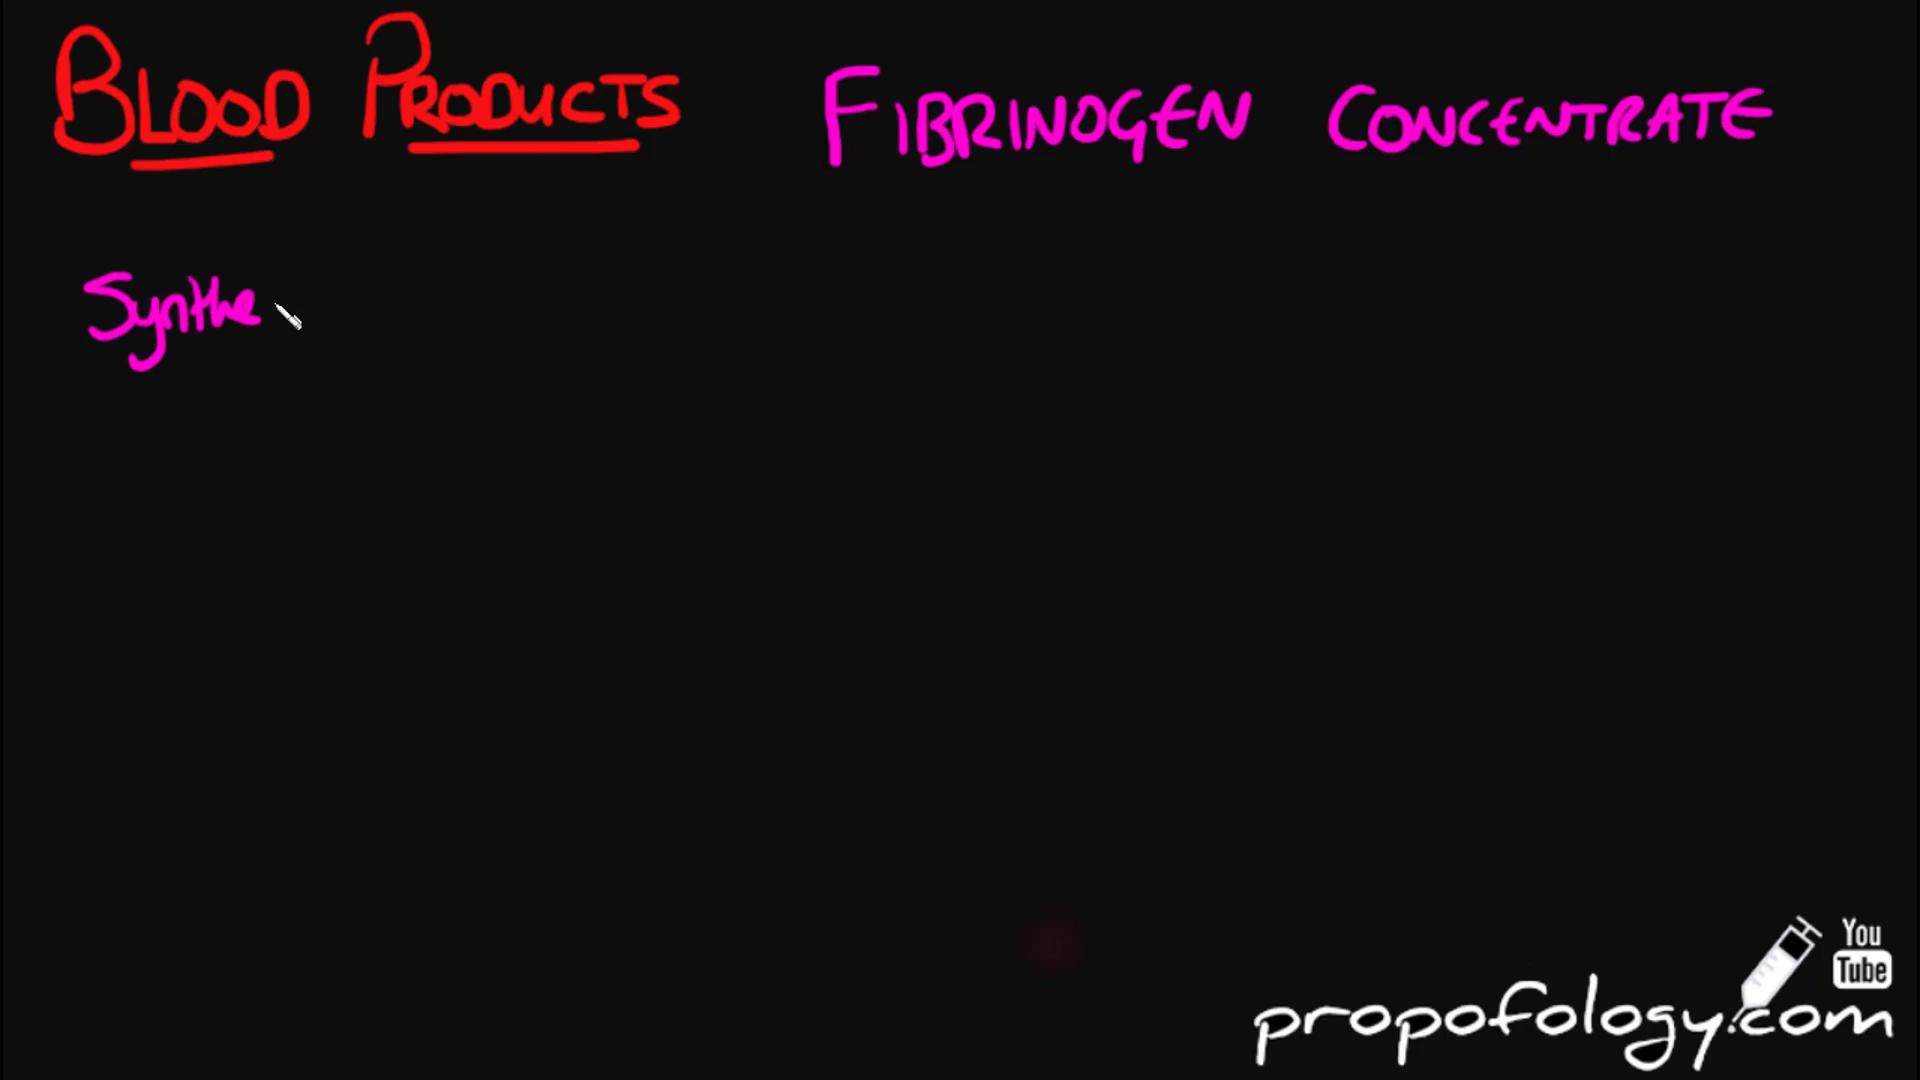 BLOOD PRODUCTS FIBRINOGEN CONCENTRATE
Synthe
You
Tube
propofology.com